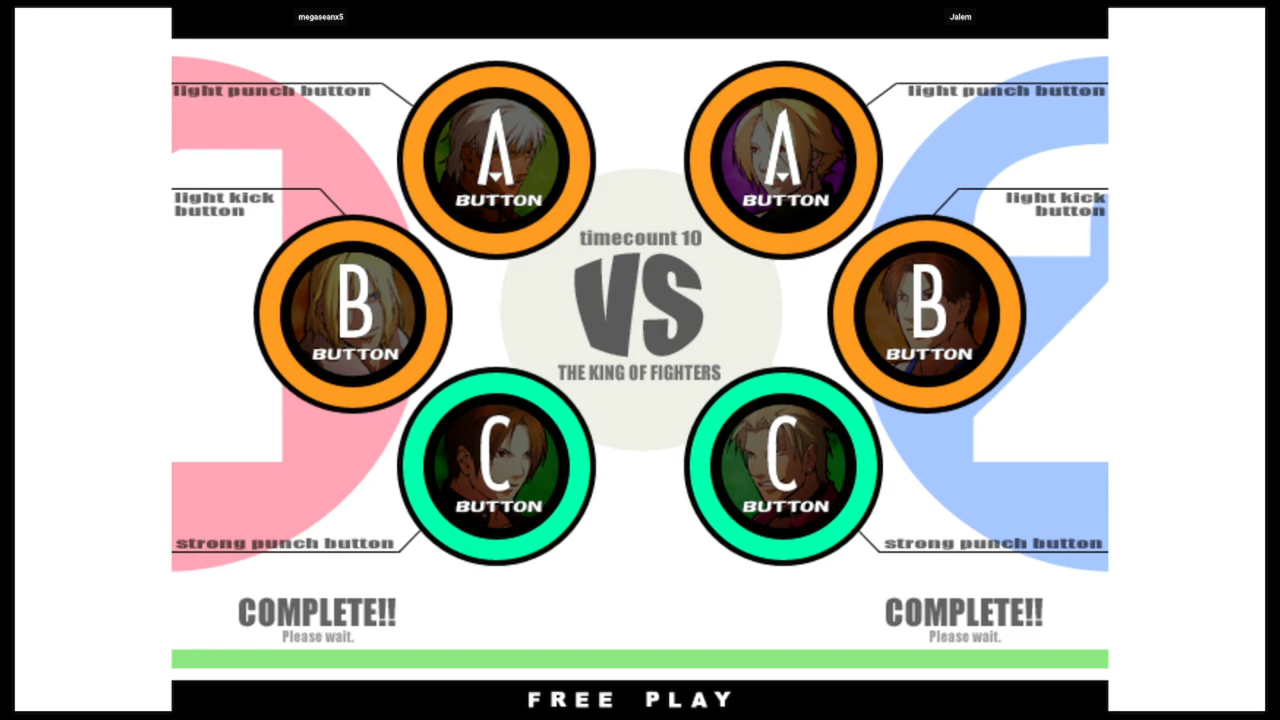 megaseanx5
Jalem
light punch button
light punch button
A
BUTTON
A
BUTTON
light kick
button
light kick
button
timecount 10
VS
THE KING OF FIGHTERS
B
BUTTON
B
BUTTON
C
BUTTON
C
BUTTON
strong punch button
strong punch button
COMPLETE!!
Please wait.
COMPLETE!!
Please wait.
1
2
FREE PLAY